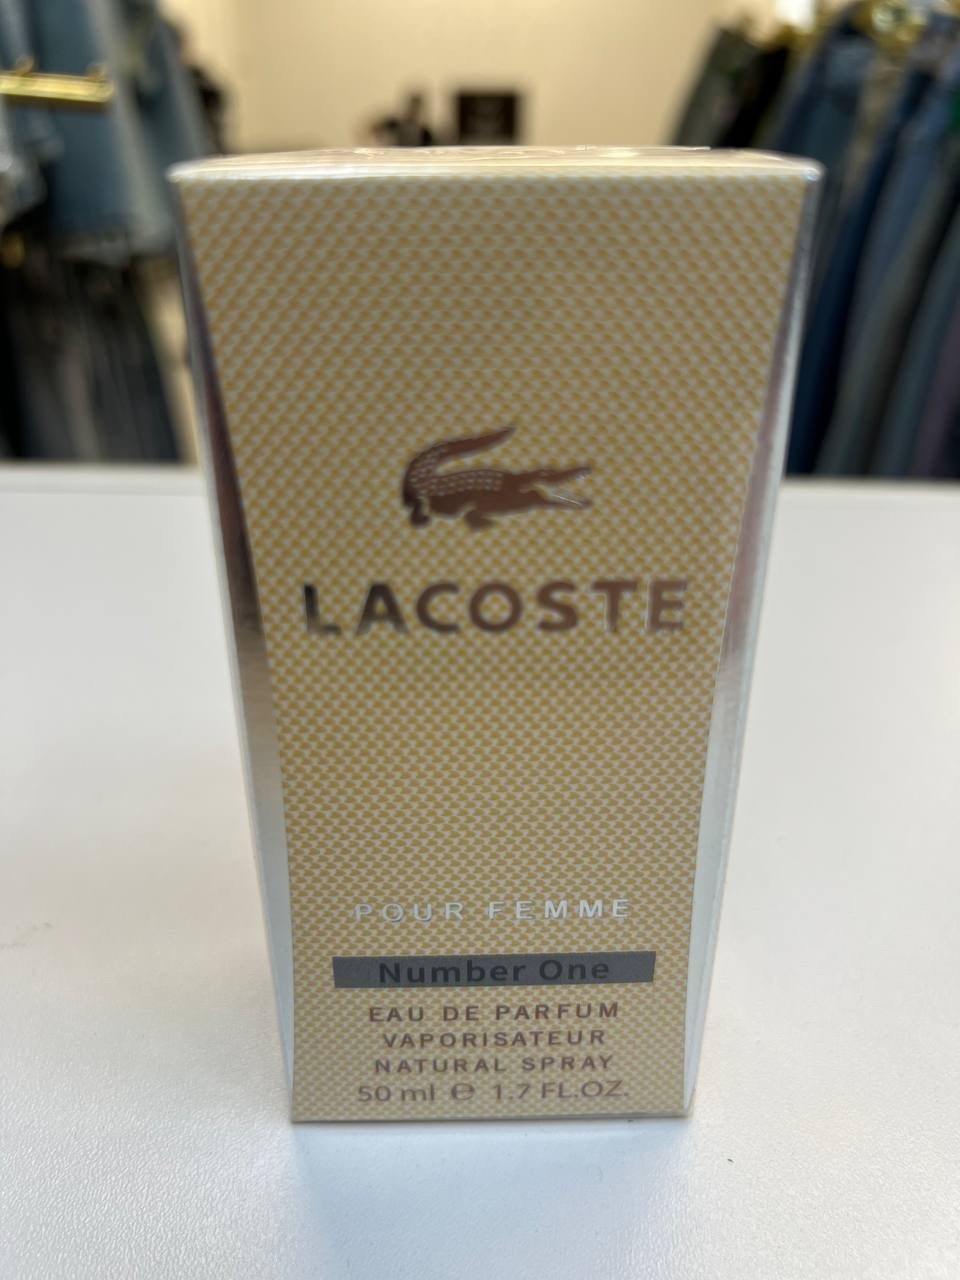 LACOSTE
POUR FEMME
Number One
EAU DE PARFUM
VAPORISATEUR
NATURAL SPRAY
50 ml ℮ 1.7 FL.OZ.